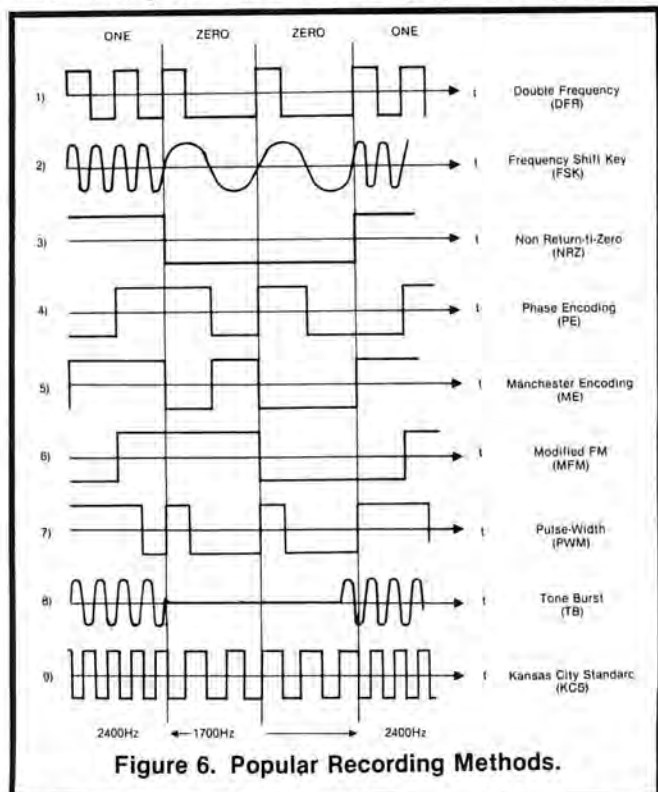 ONE ZERO ZERO ONE
1) t Double Frequency
(DFR)
2) t Frequency Shift Key
(FSK)
3) t Non Return-ti-Zero
(NRZ)
4) t Phase Encoding
(PE)
5) t Manchester Encoding
(ME)
6) t Modified FM
(MFM)
7) t Pulse-Width
(PWM)
8) t Tone Burst
(TB)
9) t Kansas City Standard
(KCS)
2400Hz 1700Hz 2400Hz
Figure 6. Popular Recording Methods.